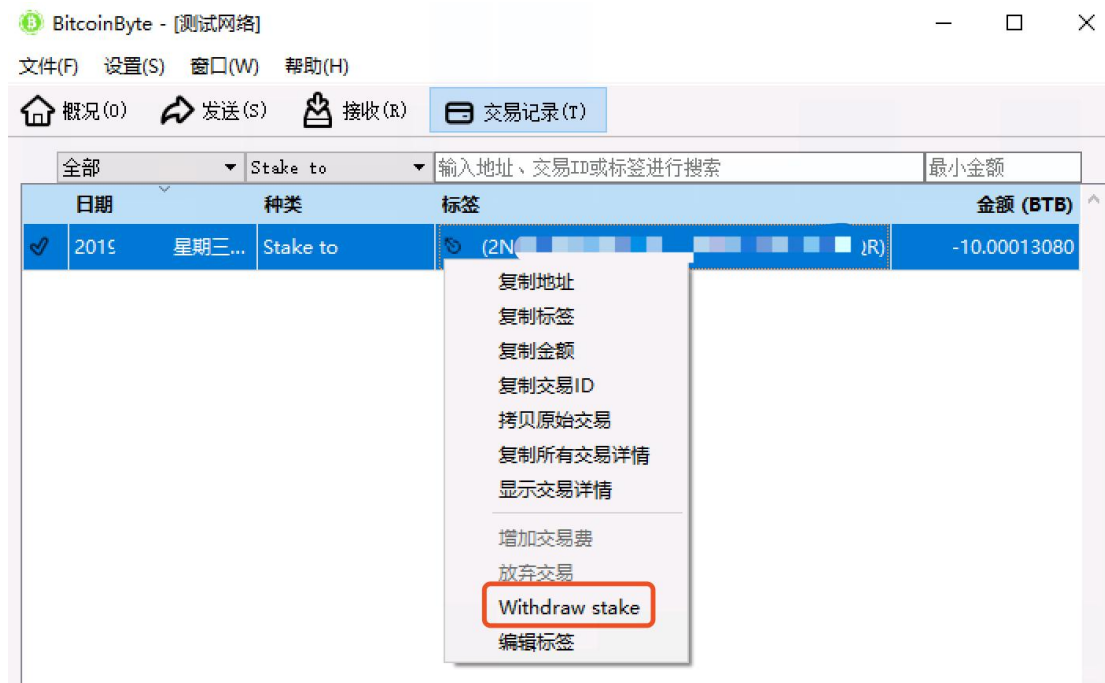 BitcoinByte - [测试网络]
文件(F) 设置(S) 窗口(W) 帮助(H)
概况(O) 发送(S) 接收(R) 交易记录(T)
全部 Stake to 输入地址、交易ID或标签进行搜索 最小金额
日期 种类 标签 金额 (BTB)
2019 星期三... Stake to (2N QR) -10.00013080
复制地址
复制标签
复制金额
复制交易ID
拷贝原始交易
复制所有交易详情
显示交易详情
增加交易费
放弃交易
Withdraw stake
编辑标签